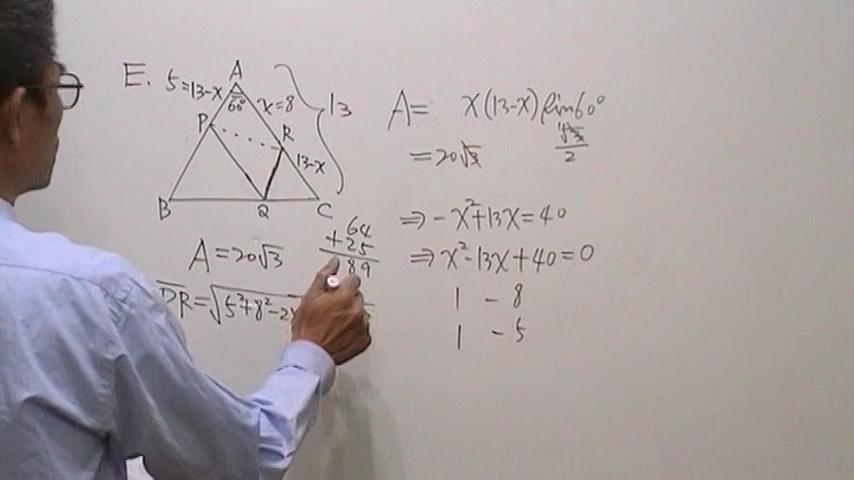 E.
A
5=13-x
60°
x=8
13
P
R
13-x
B
Q
C
A=20√3
64
+25
89
PR=√5²+8²-2
A= x(13-x)sin60°
√3/2
=20√3
⇒-x²+13x=40
⇒x²-13x+40=0
1 -8
1 -5